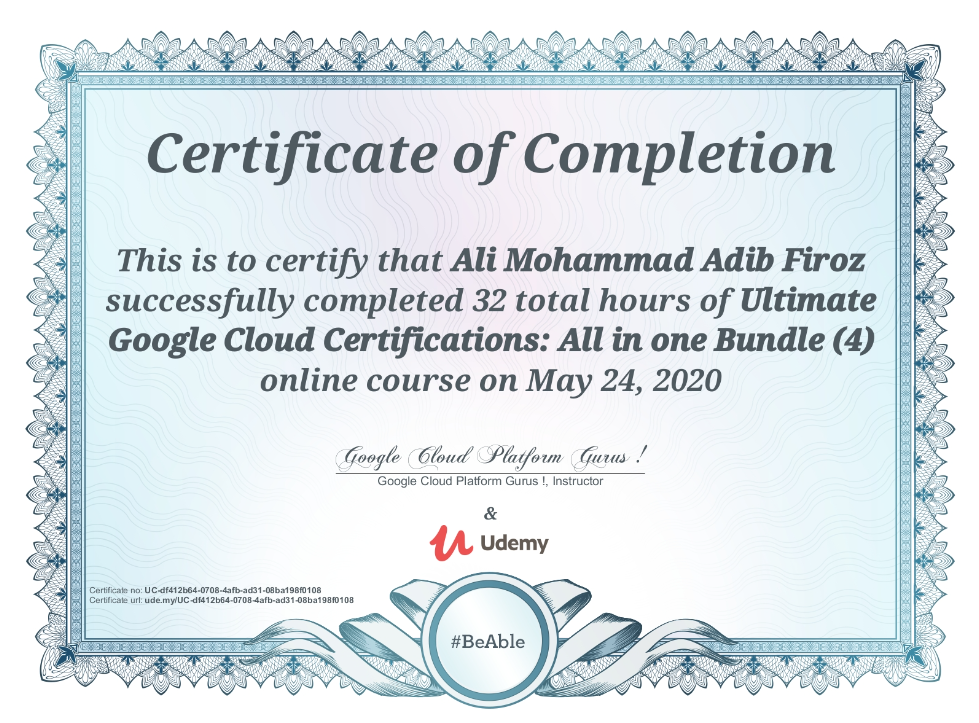 Certificate of Completion
This is to certify that Ali Mohammad Adib Firoz
successfully completed 32 total hours of Ultimate
Google Cloud Certifications: All in one Bundle (4)
online course on May 24, 2020
Google Cloud Platform Gurus !
Google Cloud Platform Gurus !, Instructor
&
Udemy
Certificate no: UC-df412b64-0708-4afb-ad31-08ba198f0108
Certificate url: ude.my/UC-df412b64-0708-4afb-ad31-08ba198f0108
#BeAble